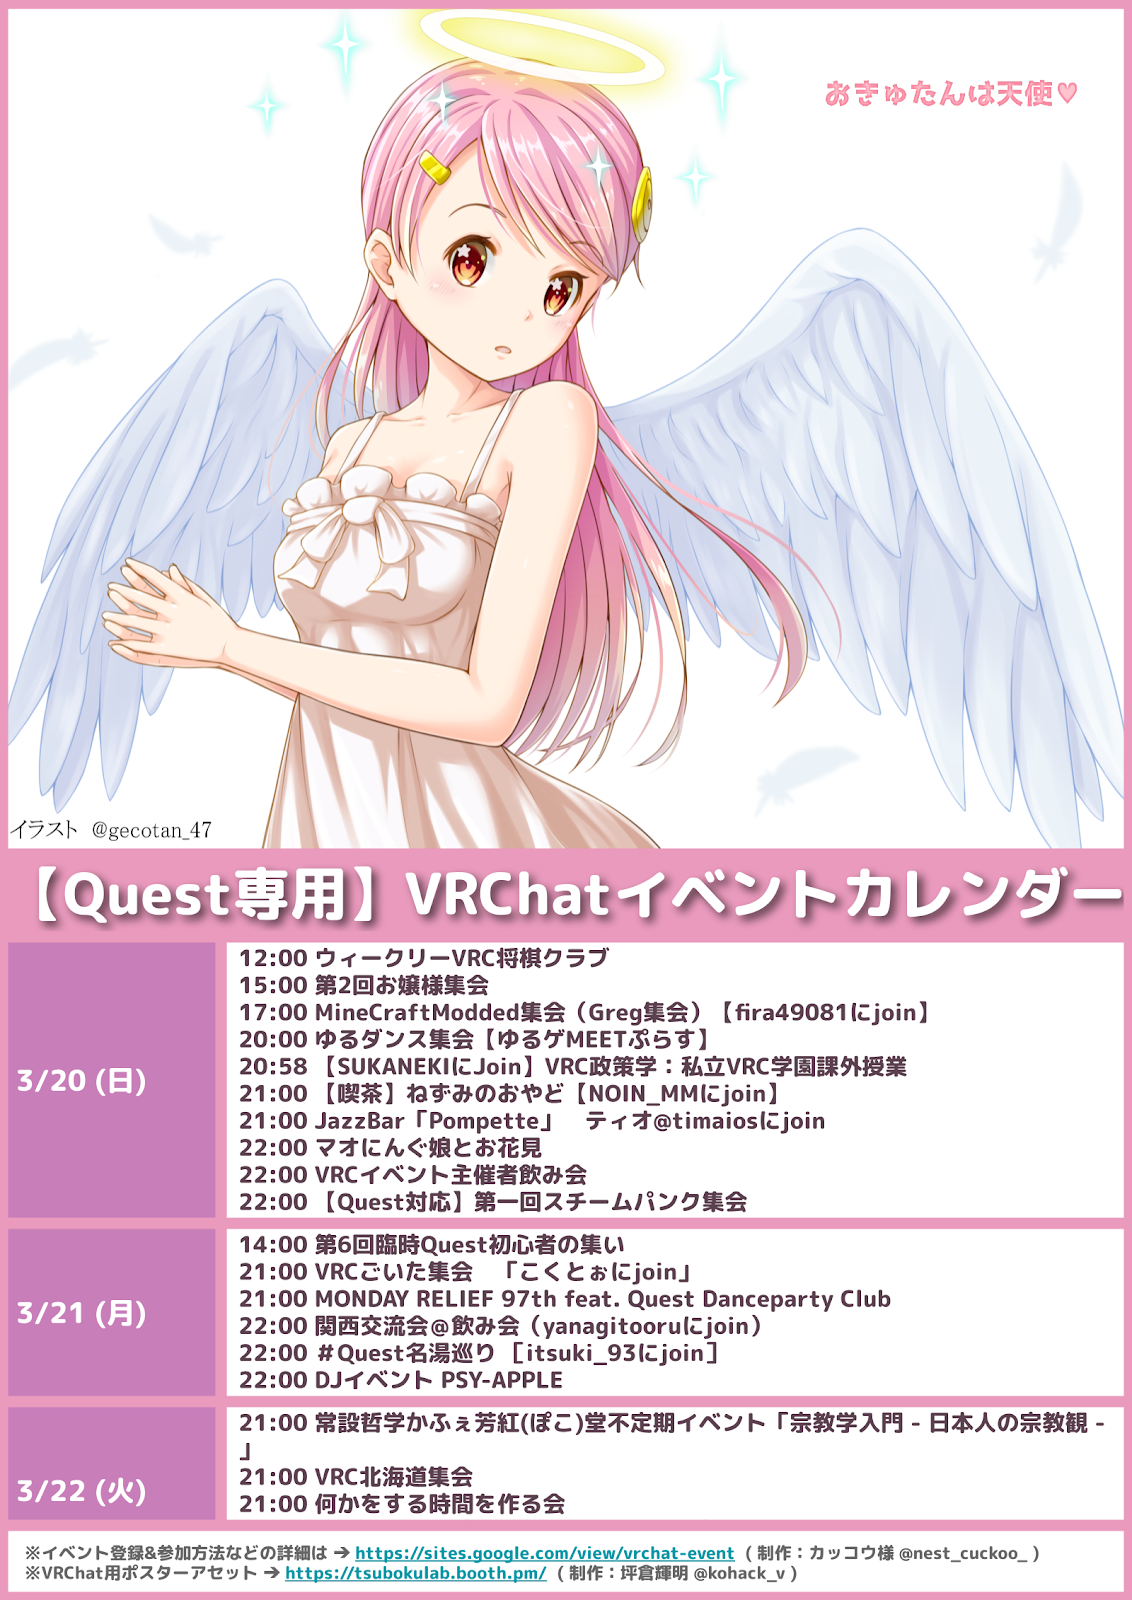 おきゅたんは天使♥
イラスト @gecotan_47
【Quest専用】VRChatイベントカレンダー
3/20 (日)
12:00 ウィークリーVRC将棋クラブ
15:00 第2回お嬢様集会
17:00 MineCraftModded集会（Greg集会）【fira49081にjoin】
20:00 ゆるダンス集会【ゆるゲMEETぷらす】
20:58 【SUKANEKIにJoin】VRC政策学：私立VRC学園課外授業
21:00 【喫茶】ねずみのおやど【NOIN_MMにjoin】
21:00 JazzBar「Pompette」　ティオ@timaiosにjoin
22:00 マオにんぐ娘とお花見
22:00 VRCイベント主催者飲み会
22:00 【Quest対応】第一回スチームパンク集会
3/21 (月)
14:00 第6回臨時Quest初心者の集い
21:00 VRCごいた集会　「こくとぉにjoin」
21:00 MONDAY RELIEF 97th feat. Quest Danceparty Club
22:00 関西交流会＠飲み会（yanagitooruにjoin）
22:00 ＃Quest名湯巡り［itsuki_93にjoin］
22:00 DJイベント PSY-APPLE
3/22 (火)
21:00 常設哲学かふぇ芳紅(ぽこ)堂不定期イベント「宗教学入門 - 日本人の宗教観 -
」
21:00 VRC北海道集会
21:00 何かをする時間を作る会
※イベント登録&参加方法などの詳細は → https://sites.google.com/view/vrchat-event （制作：カッコウ様 @nest_cuckoo_ )
※VRChat用ポスターアセット → https://tsubokulab.booth.pm/ （制作：坪倉輝明 @kohack_v )